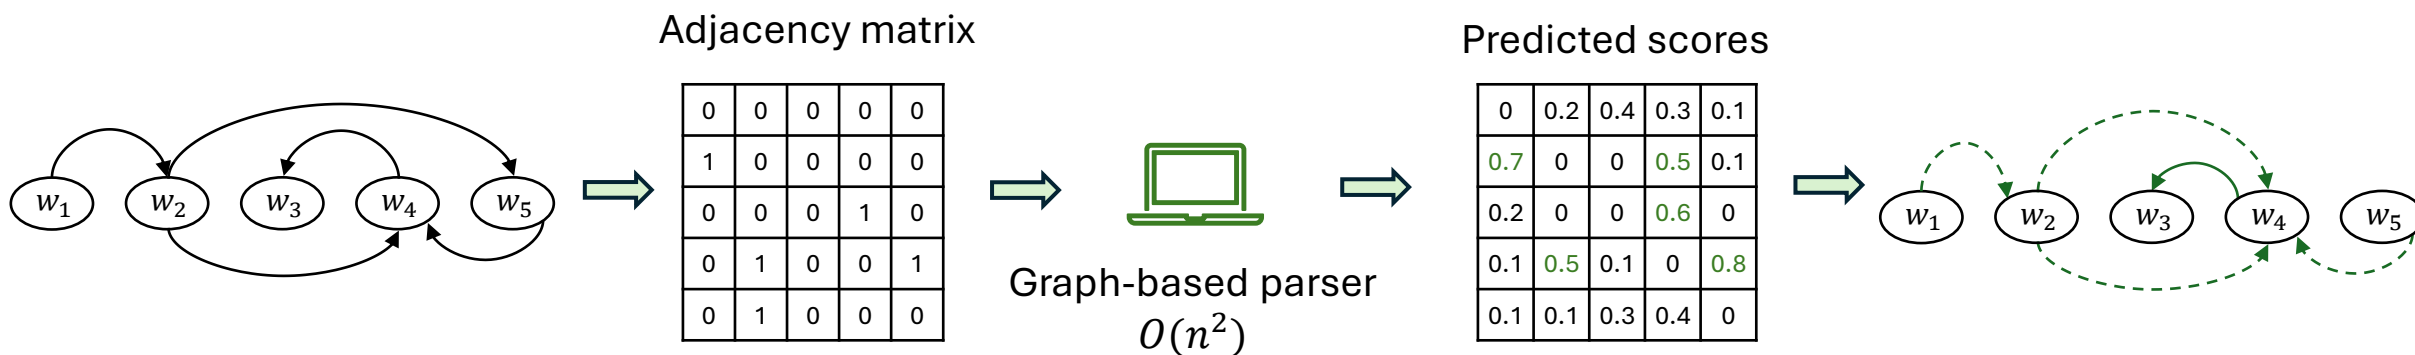 Adjacency matrix
Predicted scores
w₁ w₂ w₃ w₄ w₅
0 0 0 0 0
1 0 0 0 0
0 0 0 1 0
0 1 0 0 1
0 1 0 0 0
Graph-based parser
O(n²)
0 0.2 0.4 0.3 0.1
0.7 0 0 0.5 0.1
0.2 0 0 0.6 0
0.1 0.5 0.1 0 0.8
0.1 0.1 0.3 0.4 0
w₁ w₂ w₃ w₄ w₅